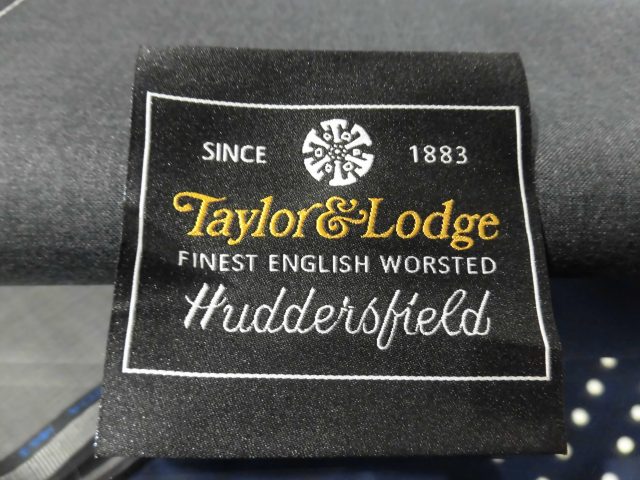 SINCE 1883
Taylor & Lodge
FINEST ENGLISH WORSTED
Huddersfield